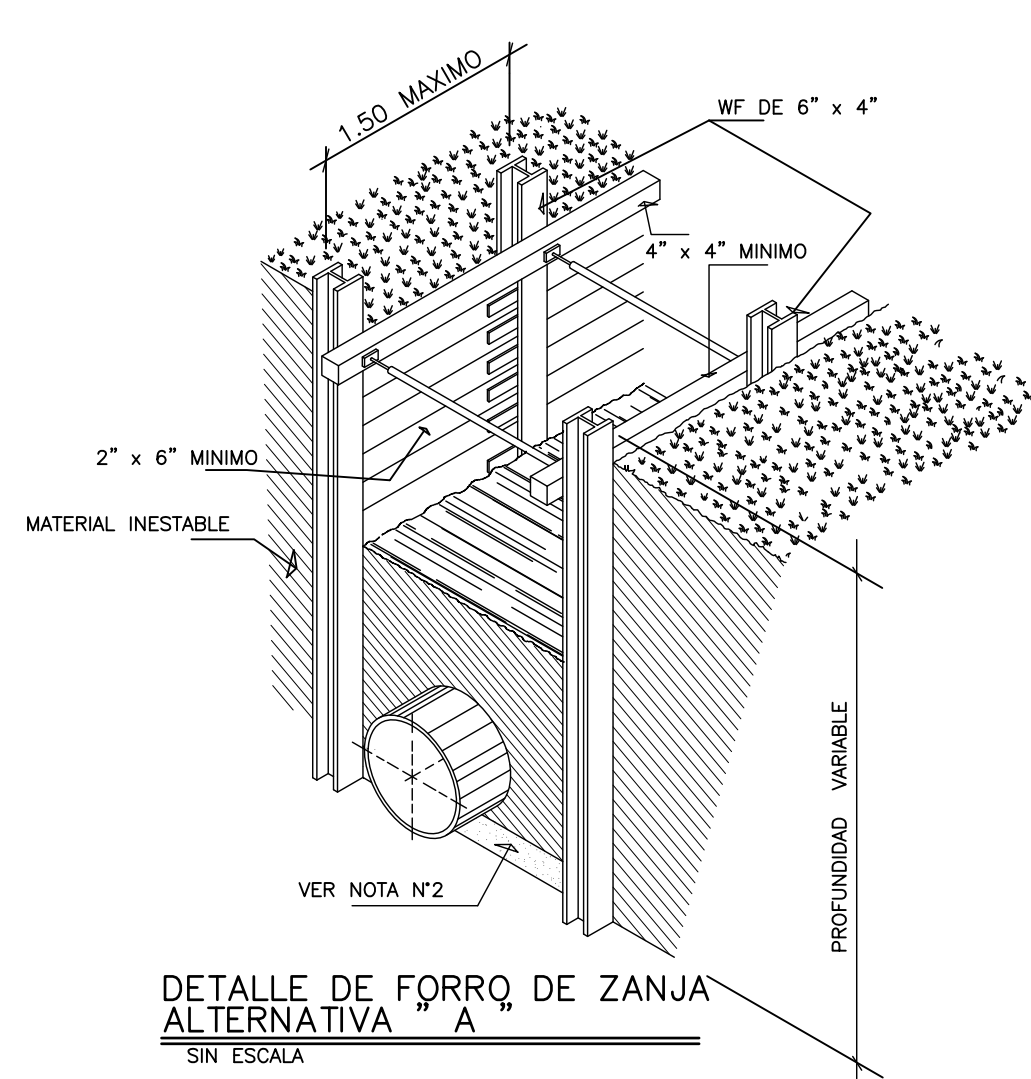 1.50 MAXIMO
WF DE 6" x 4"
4" x 4" MINIMO
2" x 6" MINIMO
MATERIAL INESTABLE
PROFUNDIDAD VARIABLE
VER NOTA N°2
DETALLE DE FORRO DE ZANJA
ALTERNATIVA " A "
SIN ESCALA